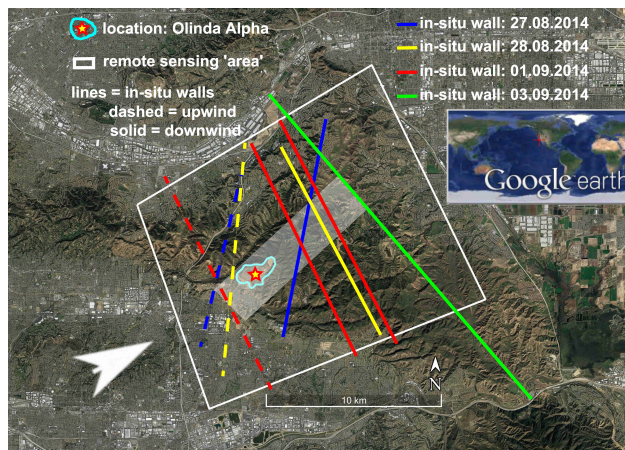 location: Olinda Alpha
remote sensing 'area'
lines = in-situ walls
dashed = upwind
solid = downwind
in-situ wall: 27.08.2014
in-situ wall: 28.08.2014
in-situ wall: 01.09.2014
in-situ wall: 03.09.2014
Google earth
N
10 km